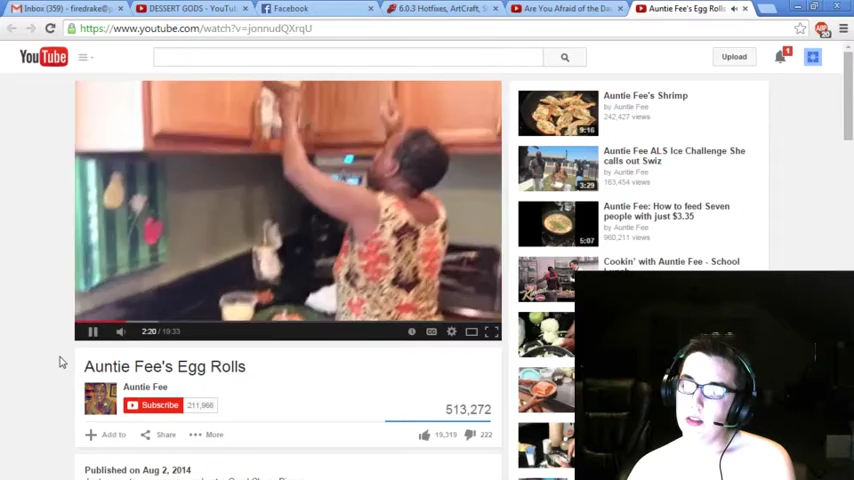 Inbox (359) - firedrake@g
DESSERT GODS - YouTub
Facebook
6.0.3 Hotfixes, ArtCraft, S
Are You Afraid of the Da
Auntie Fee's Egg Rolls
https://www.youtube.com/watch?v=jonnudQXrqU
ABP
20
YouTube
Upload
1
2:20 / 19:33
CC
Auntie Fee's Egg Rolls
Auntie Fee
Subscribe 211,966
513,272
Add to Share More
19,319 222
Published on Aug 2, 2014
Auntie Fee's Shrimp
by Auntie Fee
242,427 views
9:16
Auntie Fee ALS Ice Challenge She
calls out Swiz
by Auntie Fee
163,454 views
3:29
Auntie Fee: How to feed Seven
people with just $3.35
by Auntie Fee
960,211 views
5:07
Cookin' with Auntie Fee - School